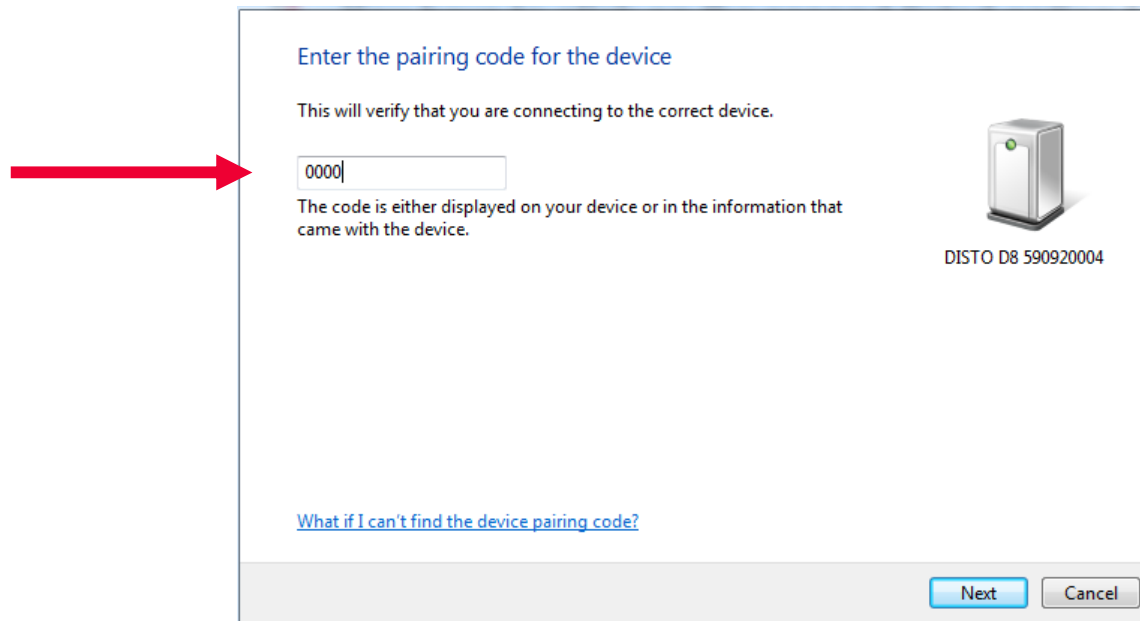 Enter the pairing code for the device
This will verify that you are connecting to the correct device.
0000
The code is either displayed on your device or in the information that
came with the device.
DISTO D8 590920004
What if I can't find the device pairing code?
Next
Cancel